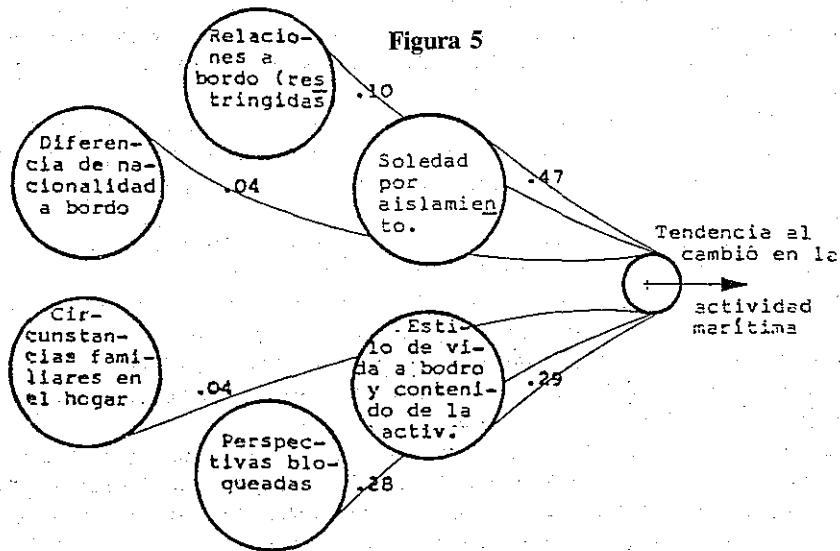 Figura 5
Relacio-
nes a
bordo (res
tringidas
.10
Diferen-
cia de na-
cionalidad
a bordo
.04
Soledad
por
aislamien
to.
.47
Tendencia al
cambio en la
actividad
marítima
Cir-
cunstan-
cias fami-
liares en
el hogar
.04
Esti
lo de vi-
da a bodro
y conteni-
do de la
activ.
.29
Perspec-
tivas blo-
queadas
.28